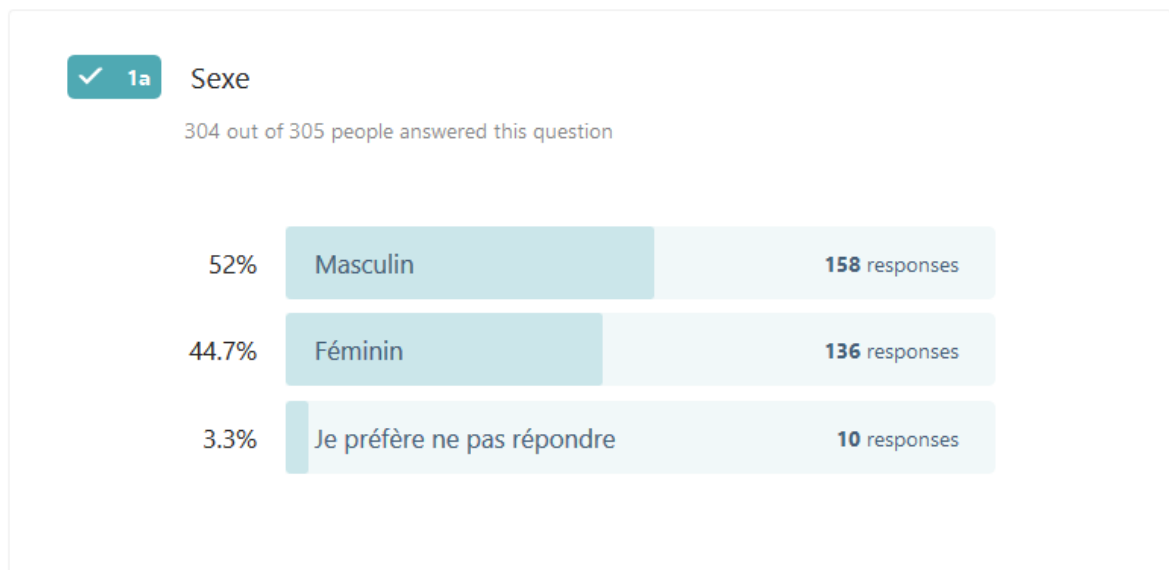 1a Sexe
304 out of 305 people answered this question
52% Masculin 158 responses
44.7% Féminin 136 responses
3.3% Je préfère ne pas répondre 10 responses